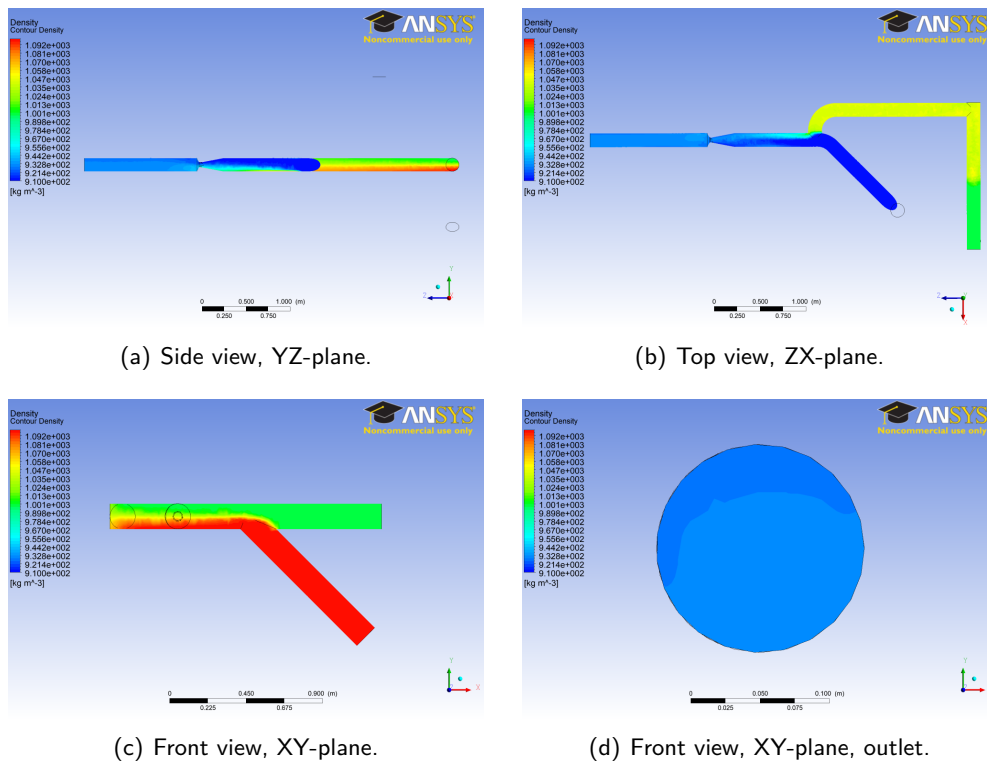 Density
Contour Density
ANSYS
Noncommercial use only
1.092e+003
1.081e+003
1.070e+003
1.058e+003
1.047e+003
1.035e+003
1.024e+003
1.013e+003
1.001e+003
9.898e+002
9.784e+002
9.670e+002
9.556e+002
9.442e+002
9.328e+002
9.214e+002
9.100e+002
[kg m^-3]
0 0.500 1.000 (m)
0.250 0.750
Y
Z
(a) Side view, YZ-plane.
Density
Contour Density
ANSYS
Noncommercial use only
1.092e+003
1.081e+003
1.070e+003
1.058e+003
1.047e+003
1.035e+003
1.024e+003
1.013e+003
1.001e+003
9.898e+002
9.784e+002
9.670e+002
9.556e+002
9.442e+002
9.328e+002
9.214e+002
9.100e+002
[kg m^-3]
0 0.500 1.000 (m)
0.250 0.750
Z
X
(b) Top view, ZX-plane.
Density
Contour Density
ANSYS
Noncommercial use only
1.092e+003
1.081e+003
1.070e+003
1.058e+003
1.047e+003
1.035e+003
1.024e+003
1.013e+003
1.001e+003
9.898e+002
9.784e+002
9.670e+002
9.556e+002
9.442e+002
9.328e+002
9.214e+002
9.100e+002
[kg m^-3]
0 0.450 0.900 (m)
0.225 0.675
Y
X
(c) Front view, XY-plane.
Density
Contour Density
ANSYS
Noncommercial use only
1.092e+003
1.081e+003
1.070e+003
1.058e+003
1.047e+003
1.035e+003
1.024e+003
1.013e+003
1.001e+003
9.898e+002
9.784e+002
9.670e+002
9.556e+002
9.442e+002
9.328e+002
9.214e+002
9.100e+002
[kg m^-3]
0 0.050 0.100 (m)
0.025 0.075
Y
X
(d) Front view, XY-plane, outlet.